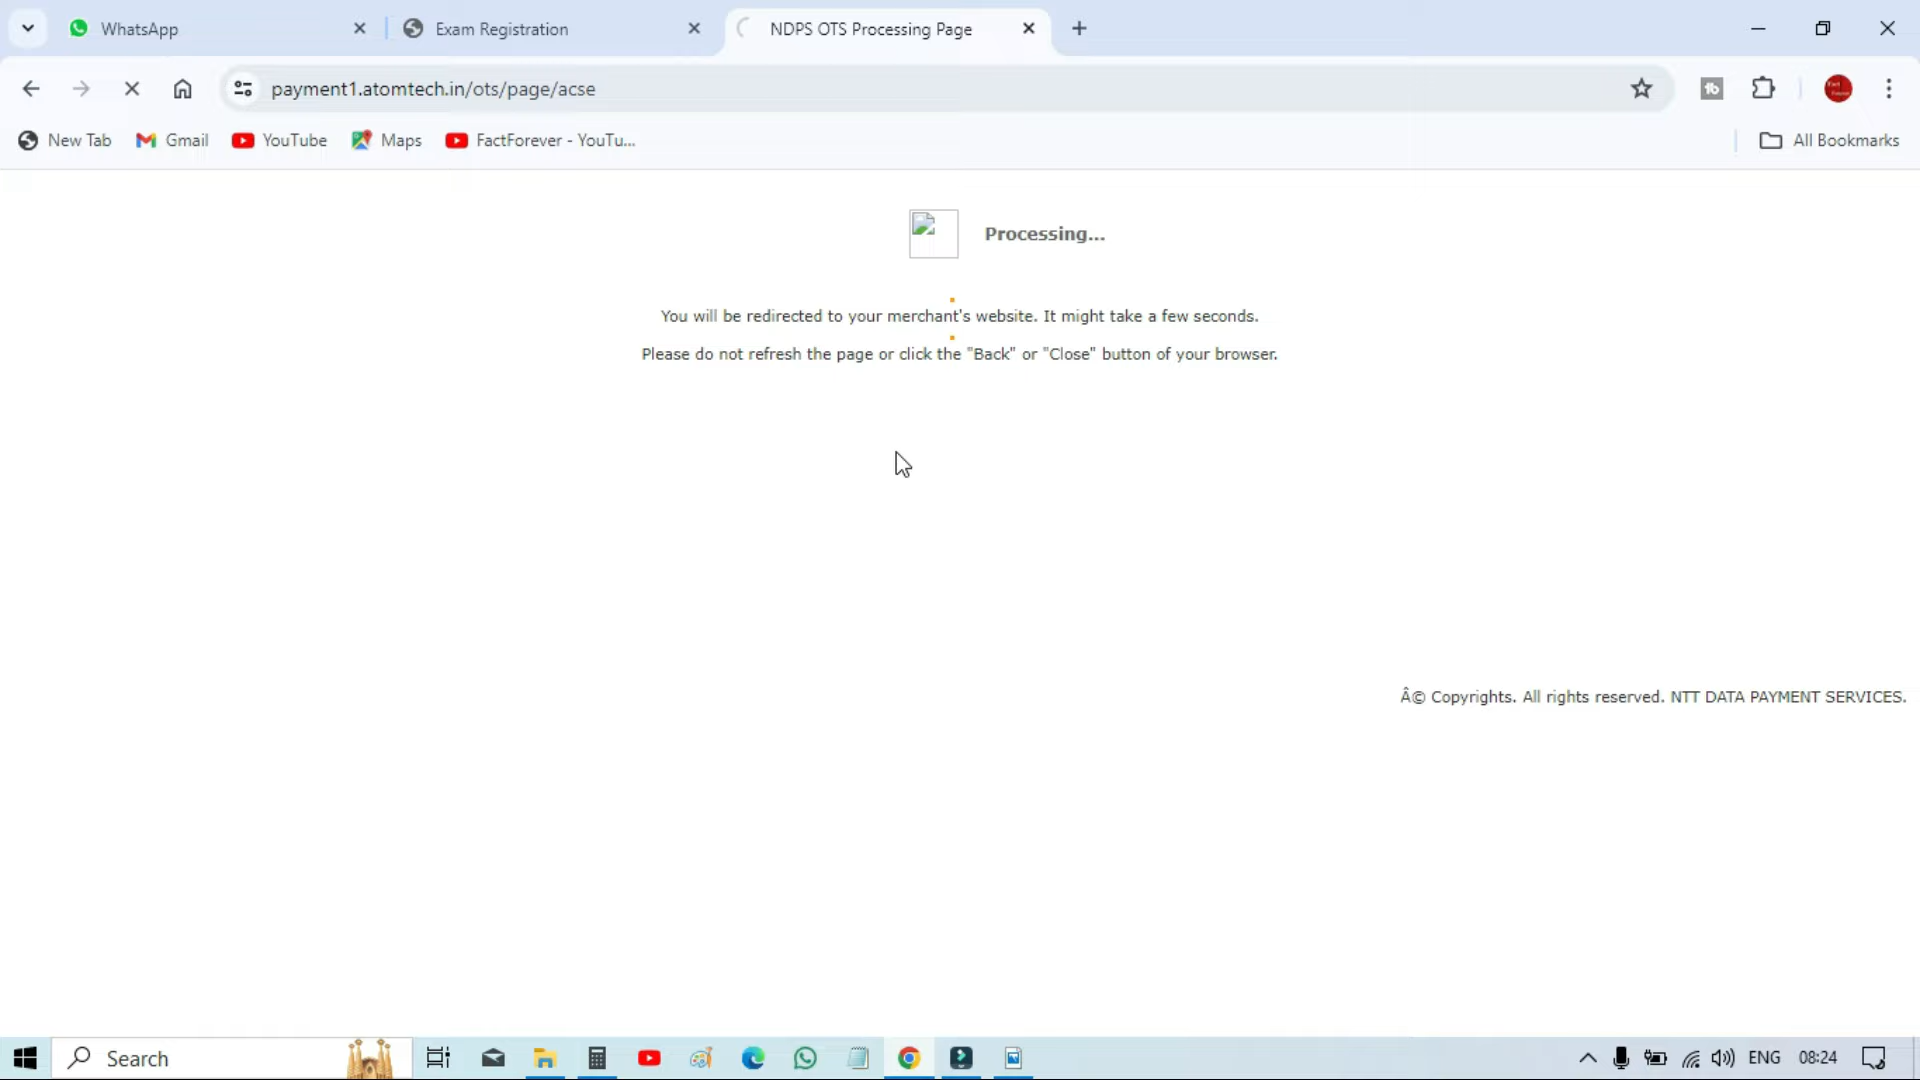 WhatsApp
Exam Registration
NDPS OTS Processing Page
payment1.atomtech.in/ots/page/acse
New Tab
Gmail
YouTube
Maps
FactForever - YouTu...
All Bookmarks
Processing...
You will be redirected to your merchant's website. It might take a few seconds.
Please do not refresh the page or click the "Back" or "Close" button of your browser.
Â© Copyrights. All rights reserved. NTT DATA PAYMENT SERVICES.
Search
ENG
08:24